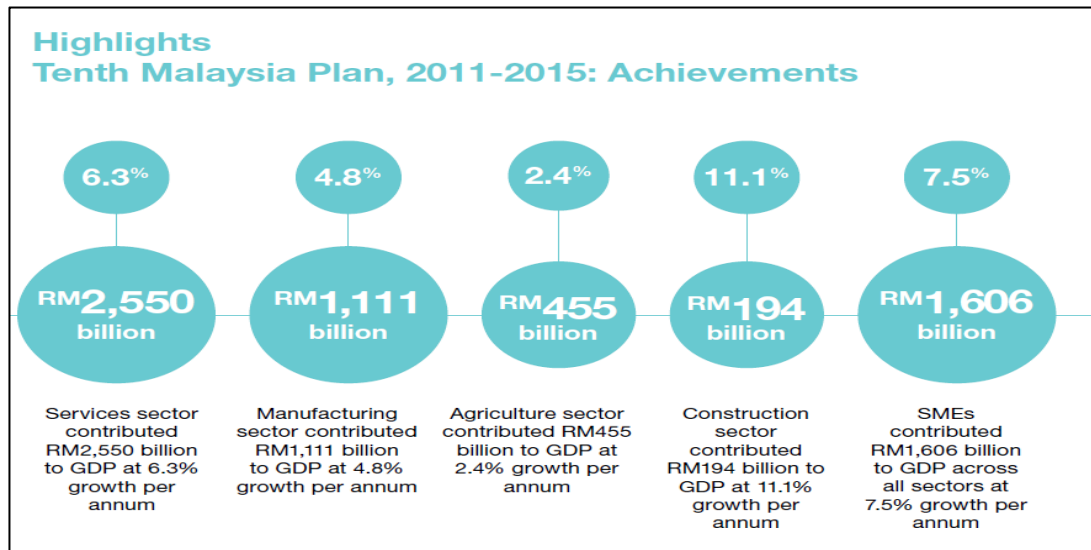 Highlights
Tenth Malaysia Plan, 2011-2015: Achievements
6.3%
4.8%
2.4%
11.1%
7.5%
RM2,550
billion
RM1,111
billion
RM455
billion
RM194
billion
RM1,606
billion
Services sector
contributed
RM2,550 billion
to GDP at 6.3%
growth per
annum
Manufacturing
sector contributed
RM1,111 billion
to GDP at 4.8%
growth per annum
Agriculture sector
contributed RM455
billion to GDP at
2.4% growth per
annum
Construction
sector
contributed
RM194 billion to
GDP at 11.1%
growth per
annum
SMEs
contributed
RM1,606 billion
to GDP across
all sectors at
7.5% growth per
annum